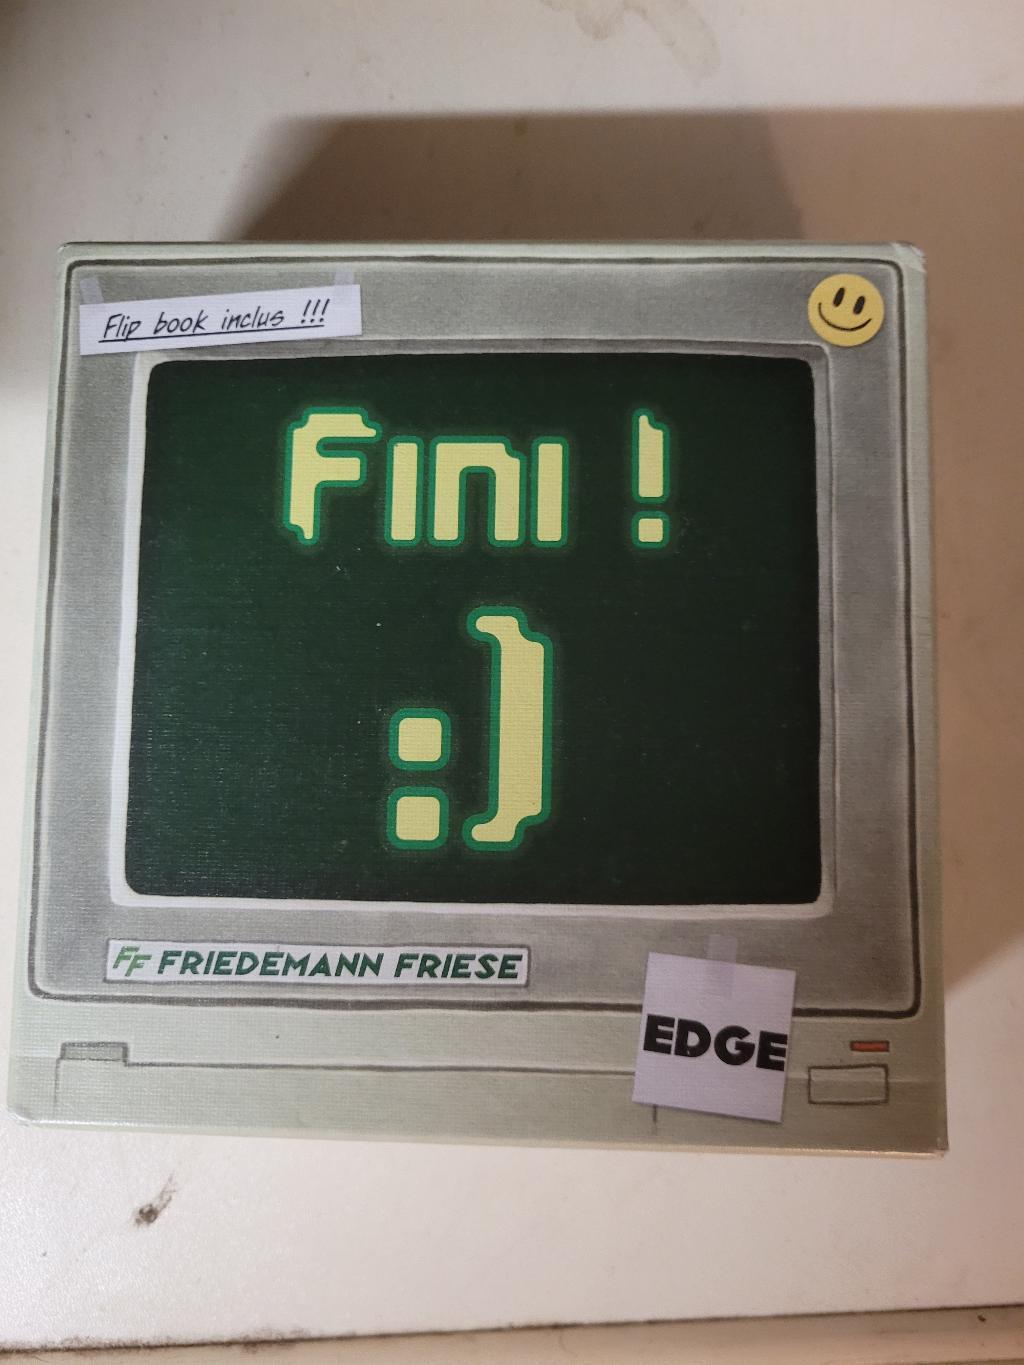 Flip book inclus !!!
Fini !
:)
FF FRIEDEMANN FRIESE
EDGE